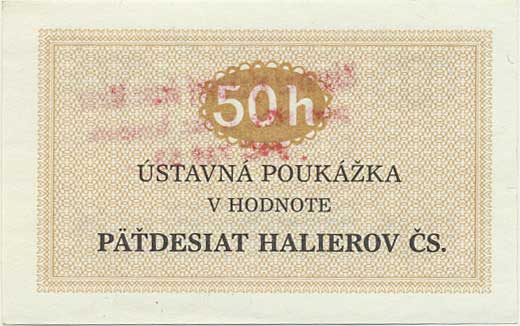 50 h
ÚSTAVNÁ POUKÁŽKA
V HODNOTE
PÄŤDESIAT HALIEROV ČS.